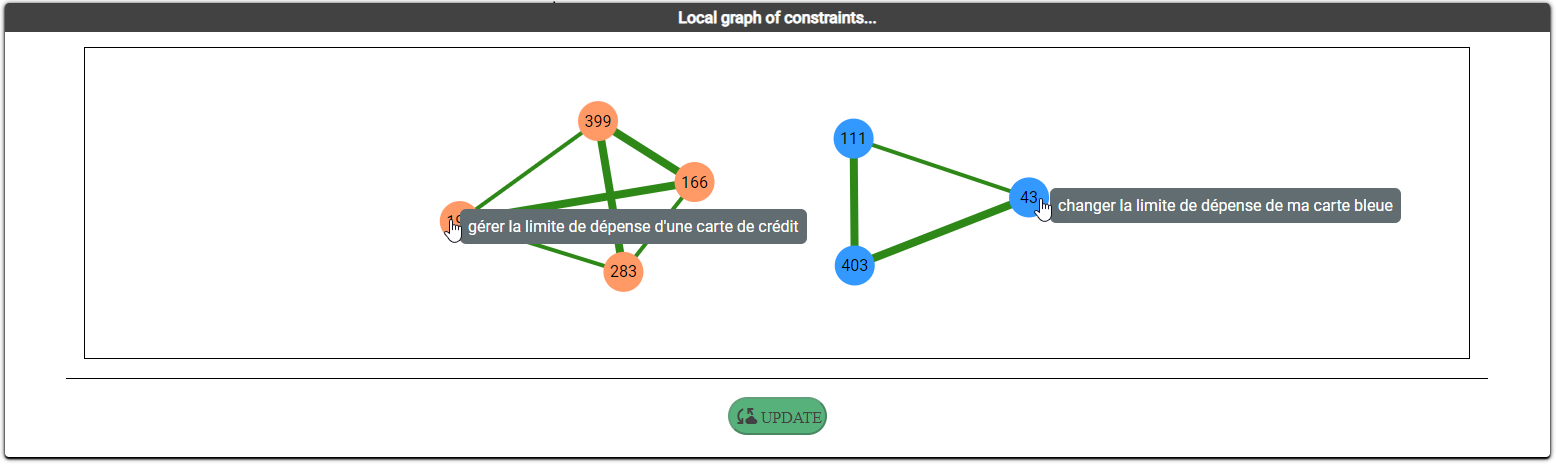 Local graph of constraints...
399
111
166
43
changer la limite de dépense de ma carte bleue
gérer la limite de dépense d'une carte de crédit
403
283
UPDATE